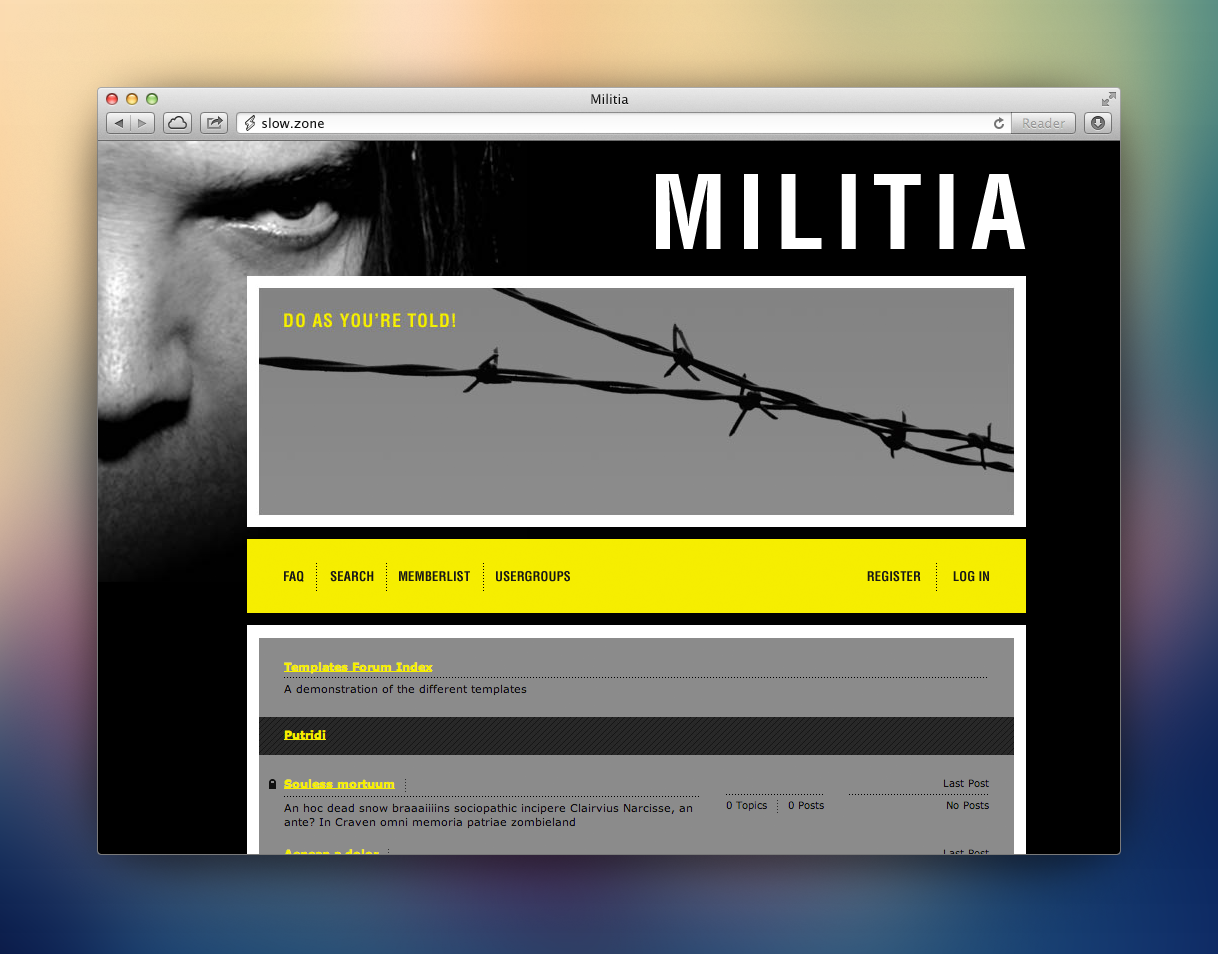 Militia
slow.zone
Reader
MILITIA
DO AS YOU'RE TOLD!
FAQ SEARCH MEMBERLIST USERGROUPS REGISTER LOG IN
Templates Forum Index
A demonstration of the different templates
Putridi
Souless mortuum Last Post
An hoc dead snow braaaiiiins sociopathic incipere Clairvius Narcisse, an 0 Topics 0 Posts No Posts
ante? In Craven omni memoria patriae zombieland
Last Post